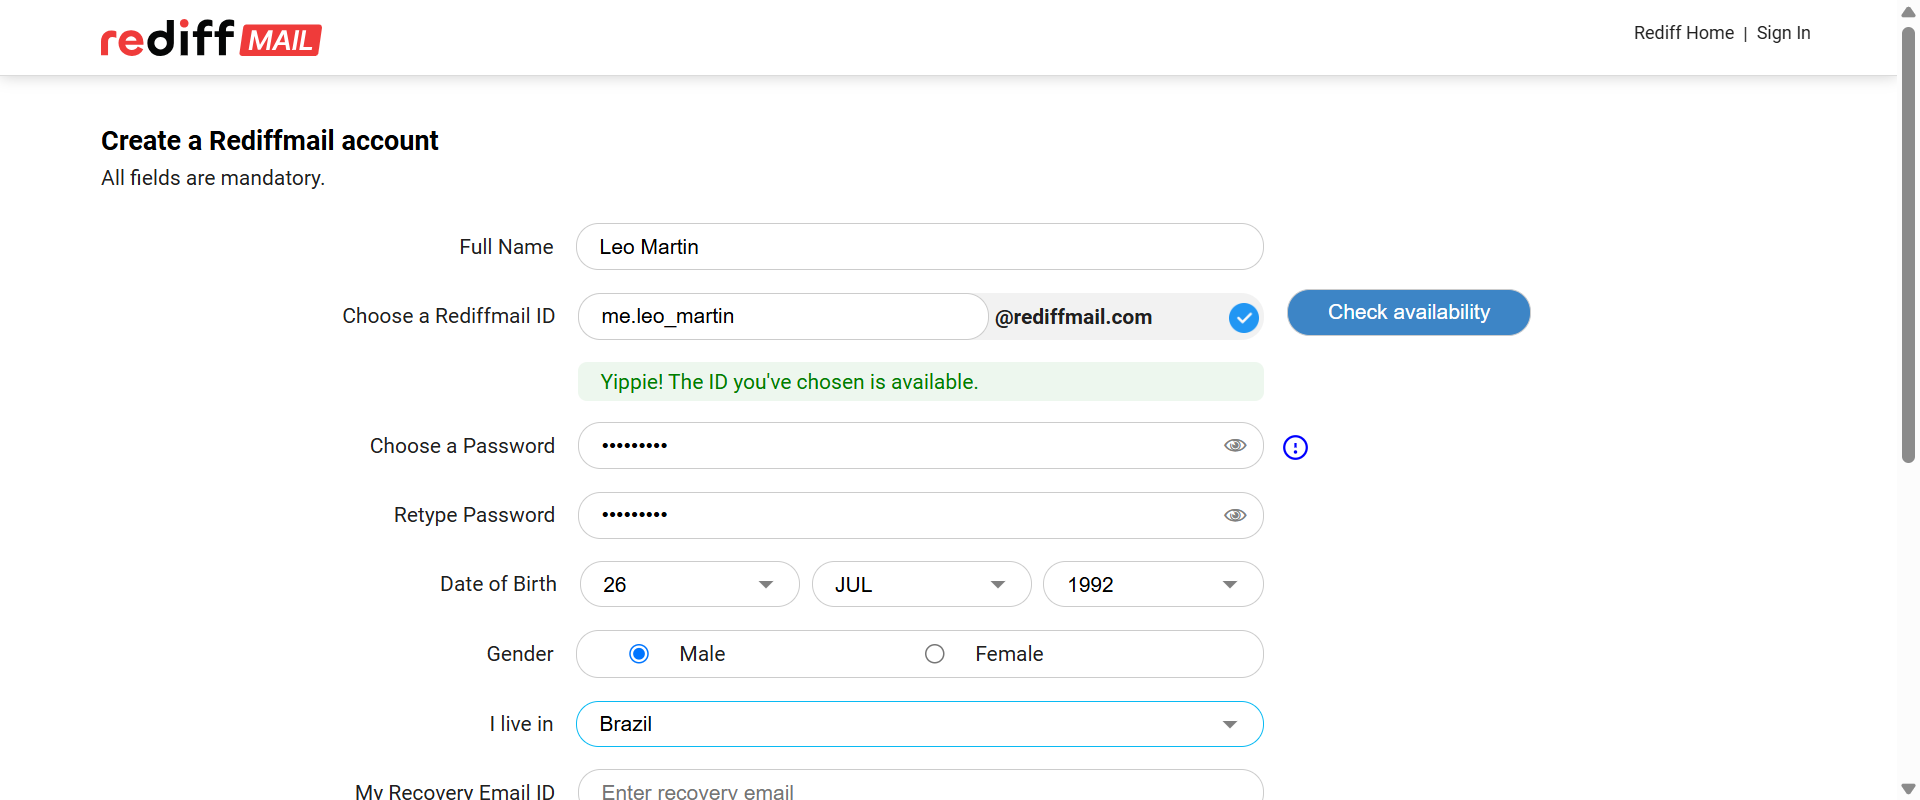 rediff MAIL
Rediff Home | Sign In
Create a Rediffmail account
All fields are mandatory.
Full Name Leo Martin
Choose a Rediffmail ID me.leo_martin @rediffmail.com Check availability
Yippie! The ID you've chosen is available.
Choose a Password •••••••••
Retype Password •••••••••
Date of Birth 26 JUL 1992
Gender Male Female
I live in Brazil
My Recovery Email ID Enter recovery email